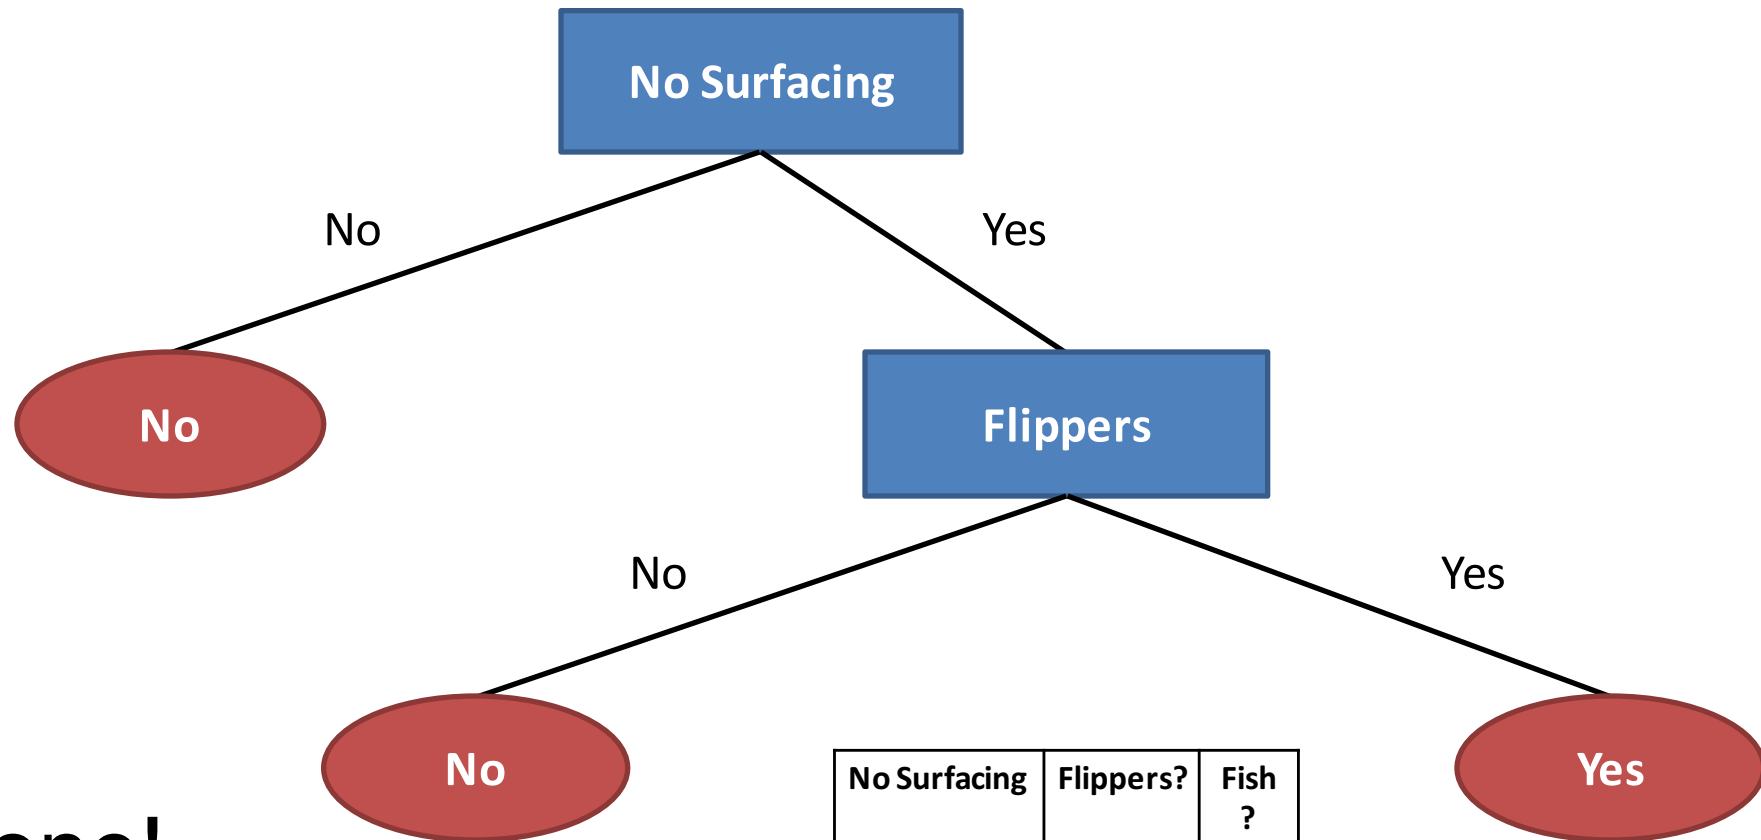 No Surfacing
No
Yes
No
Flippers
No
Yes
No
Yes
No Surfacing
Flippers?
Fish
?